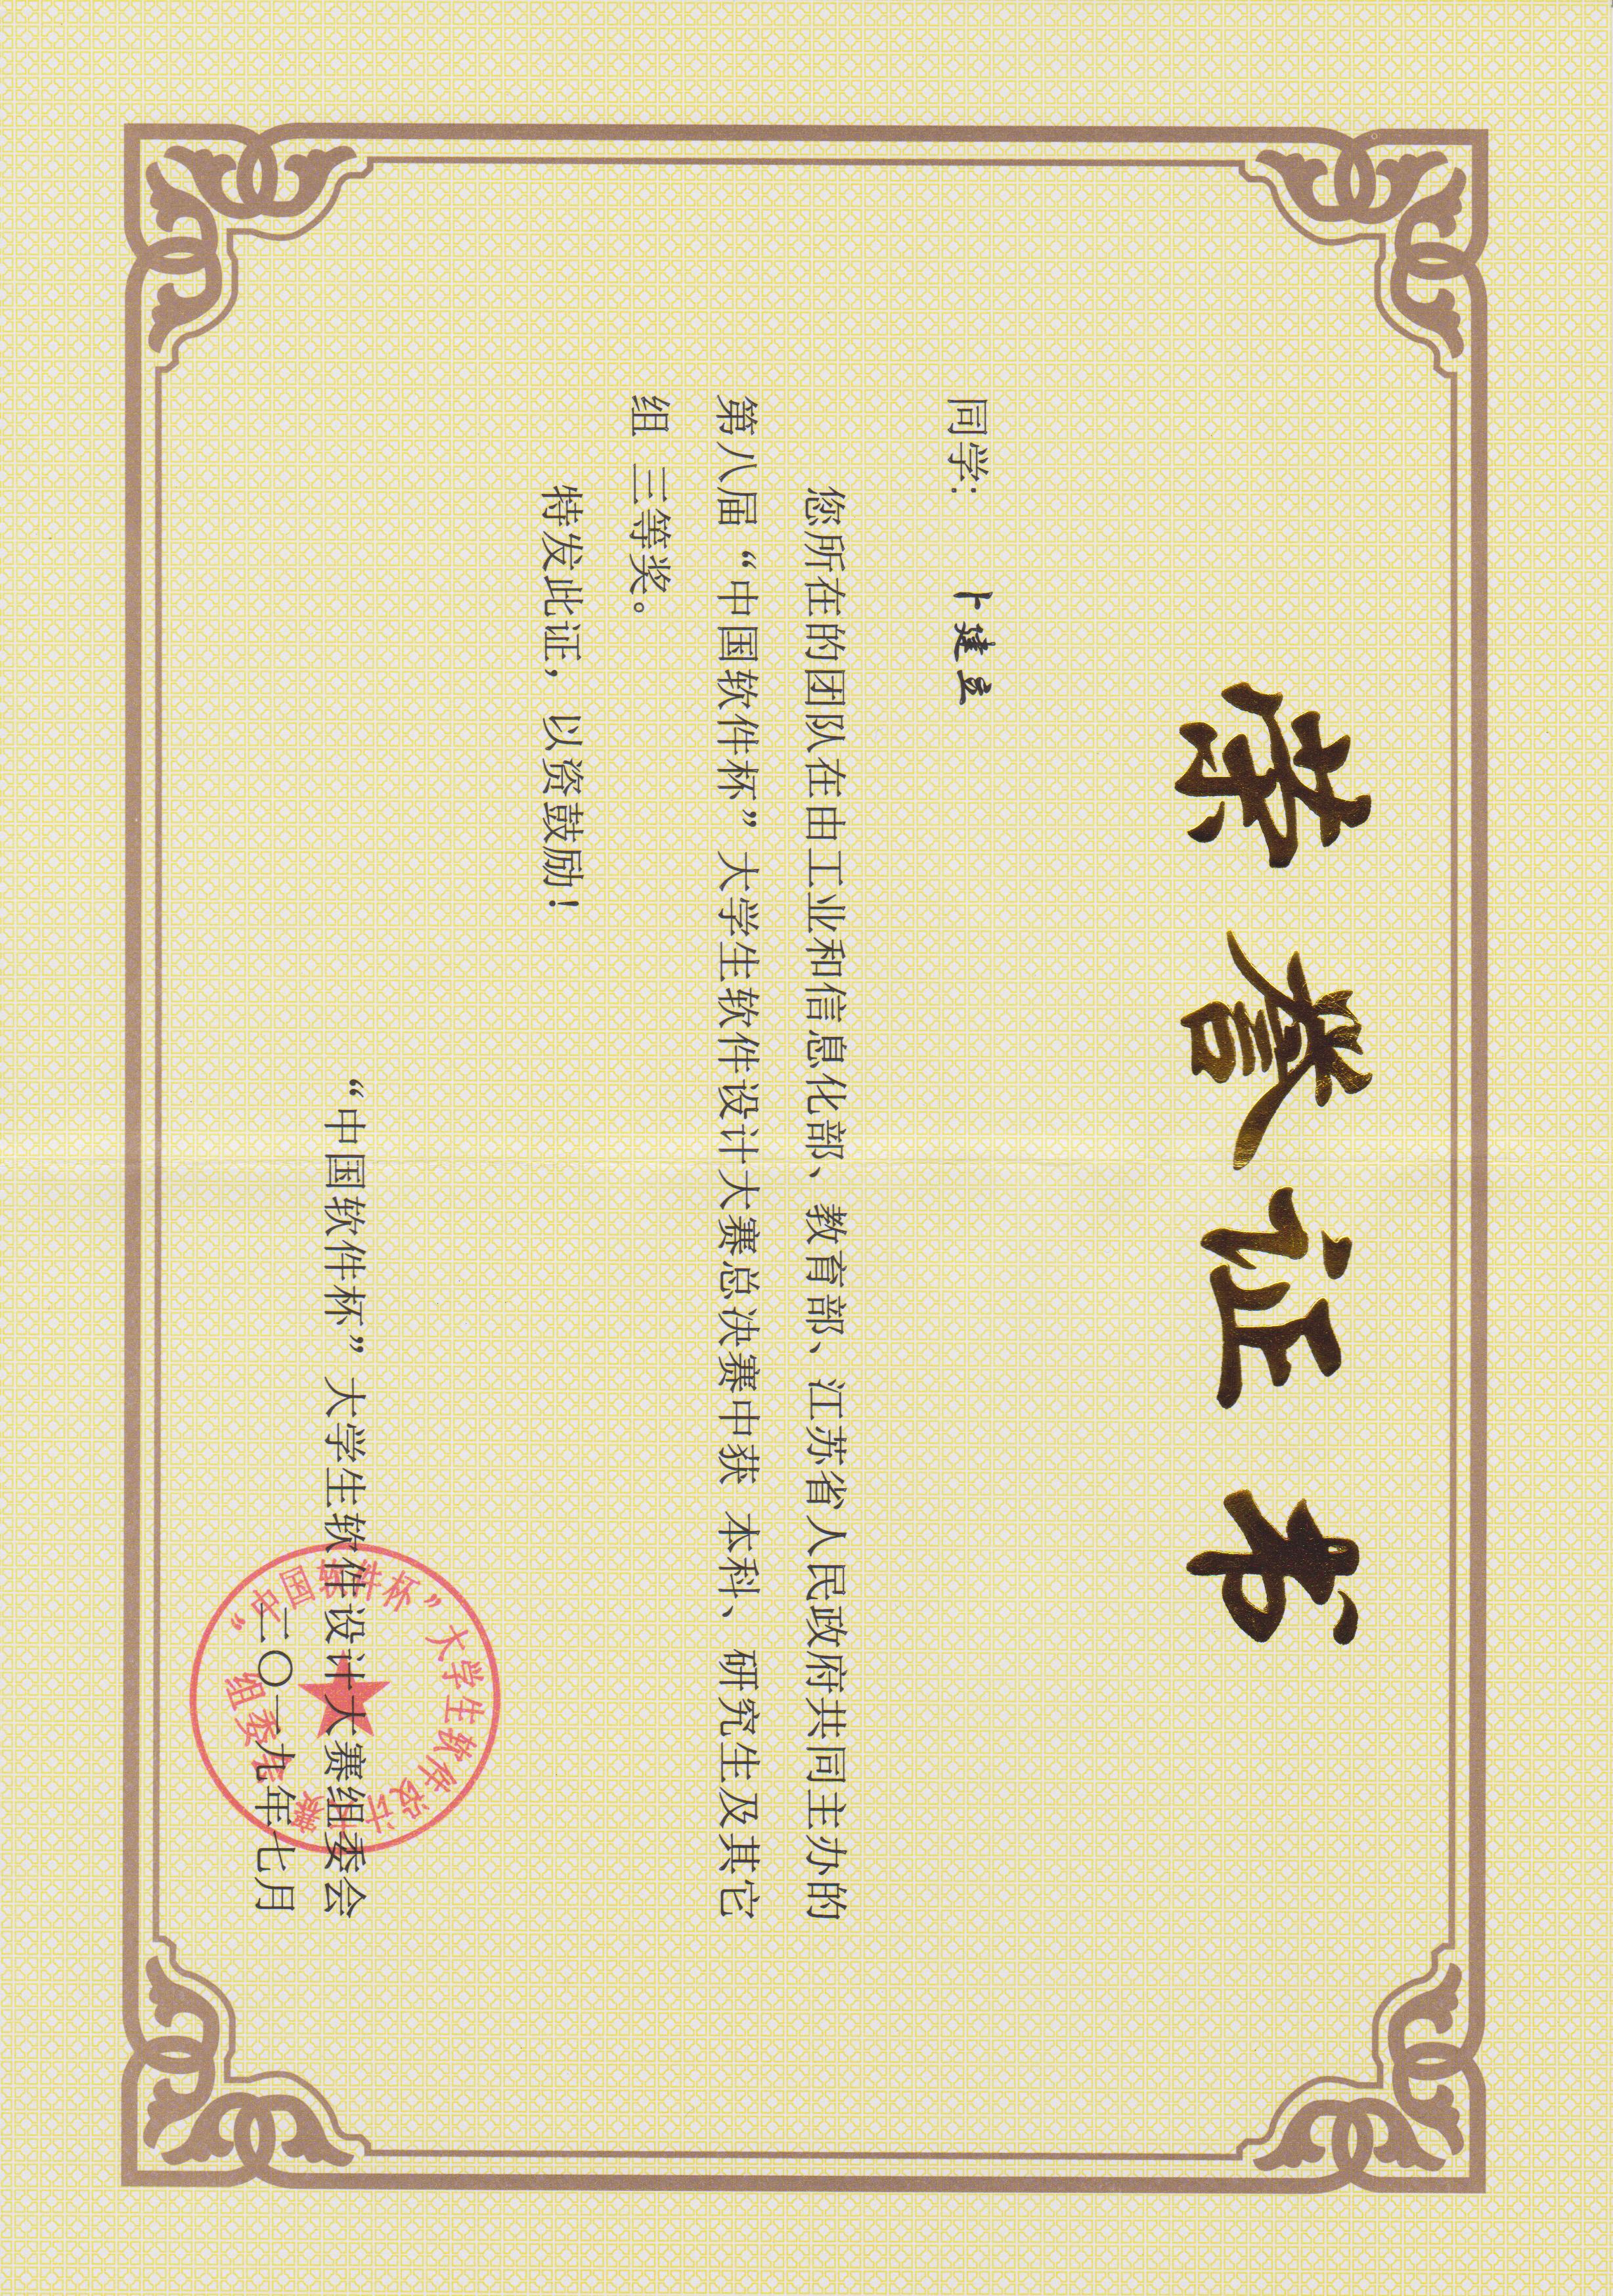 荣誉证书
同学: 卜建立
您所在的团队在由工业和信息化部、教育部、江苏省人民政府共同主办的
第八届“中国软件杯”大学生软件设计大赛总决赛中获 本科、研究生及其它
组 三等奖。
特发此证，以资鼓励！
“中国软件杯”大学生软件设计大赛组委会
二〇一九年七月
“中国软件杯”大学生软件设计大赛
组委会